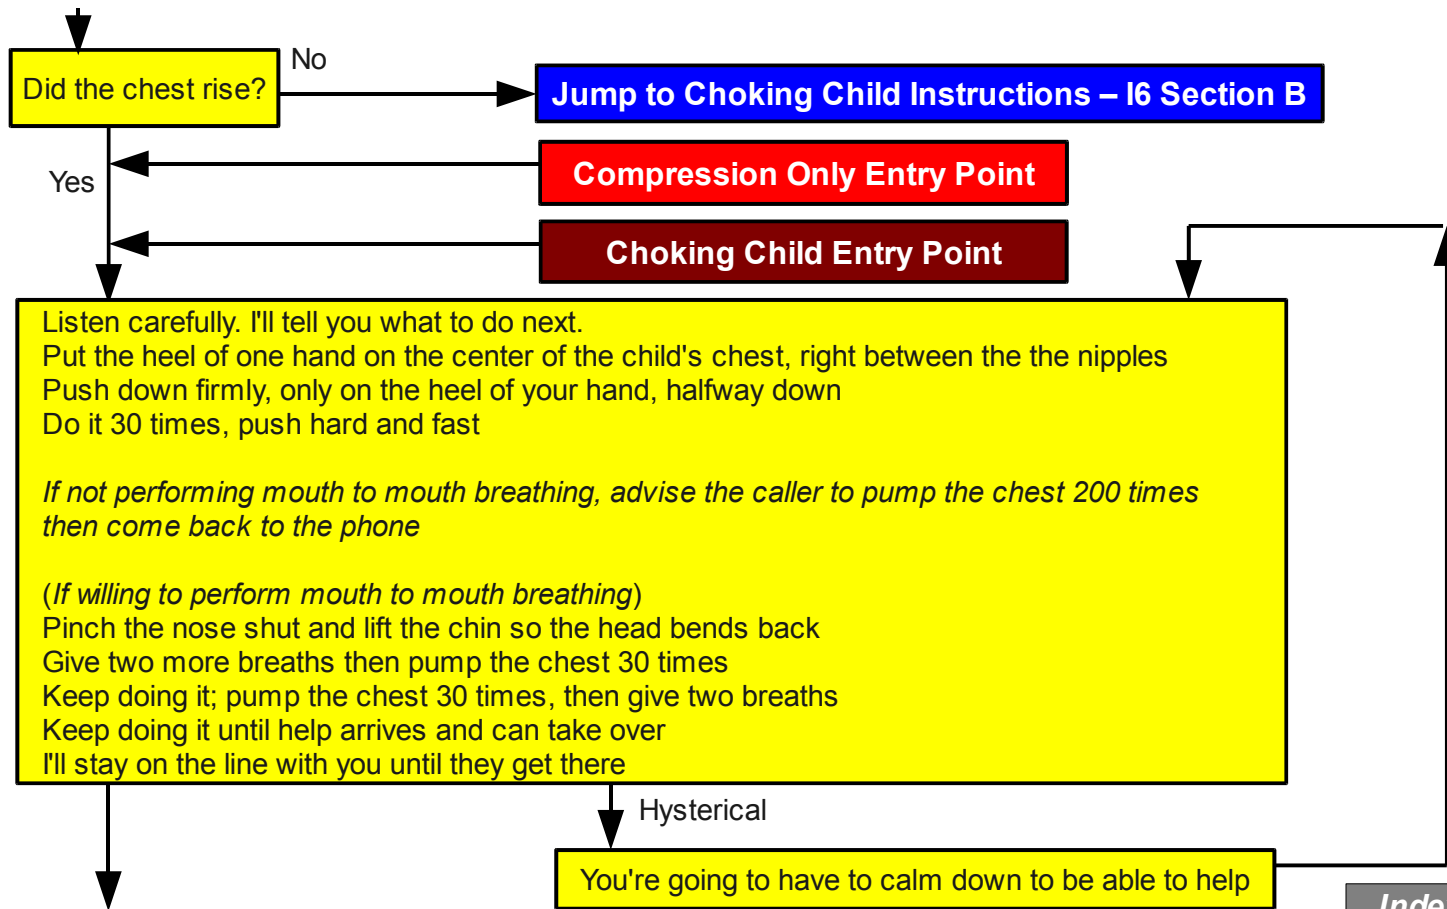 Did the chest rise?
No
Jump to Choking Child Instructions – I6 Section B
Compression Only Entry Point
Yes
Choking Child Entry Point
Listen carefully. I'll tell you what to do next.
Put the heel of one hand on the center of the child's chest, right between the the nipples
Push down firmly, only on the heel of your hand, halfway down
Do it 30 times, push hard and fast
If not performing mouth to mouth breathing, advise the caller to pump the chest 200 times
then come back to the phone
(If willing to perform mouth to mouth breathing)
Pinch the nose shut and lift the chin so the head bends back
Give two more breaths then pump the chest 30 times
Keep doing it; pump the chest 30 times, then give two breaths
Keep doing it until help arrives and can take over
I'll stay on the line with you until they get there
Hysterical
You're going to have to calm down to be able to help